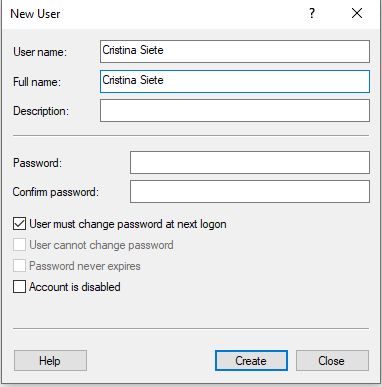 New User
User name: Cristina Siete
Full name: Cristina Siete
Description:
Password:
Confirm password:
User must change password at next logon
User cannot change password
Password never expires
Account is disabled
Help Create Close